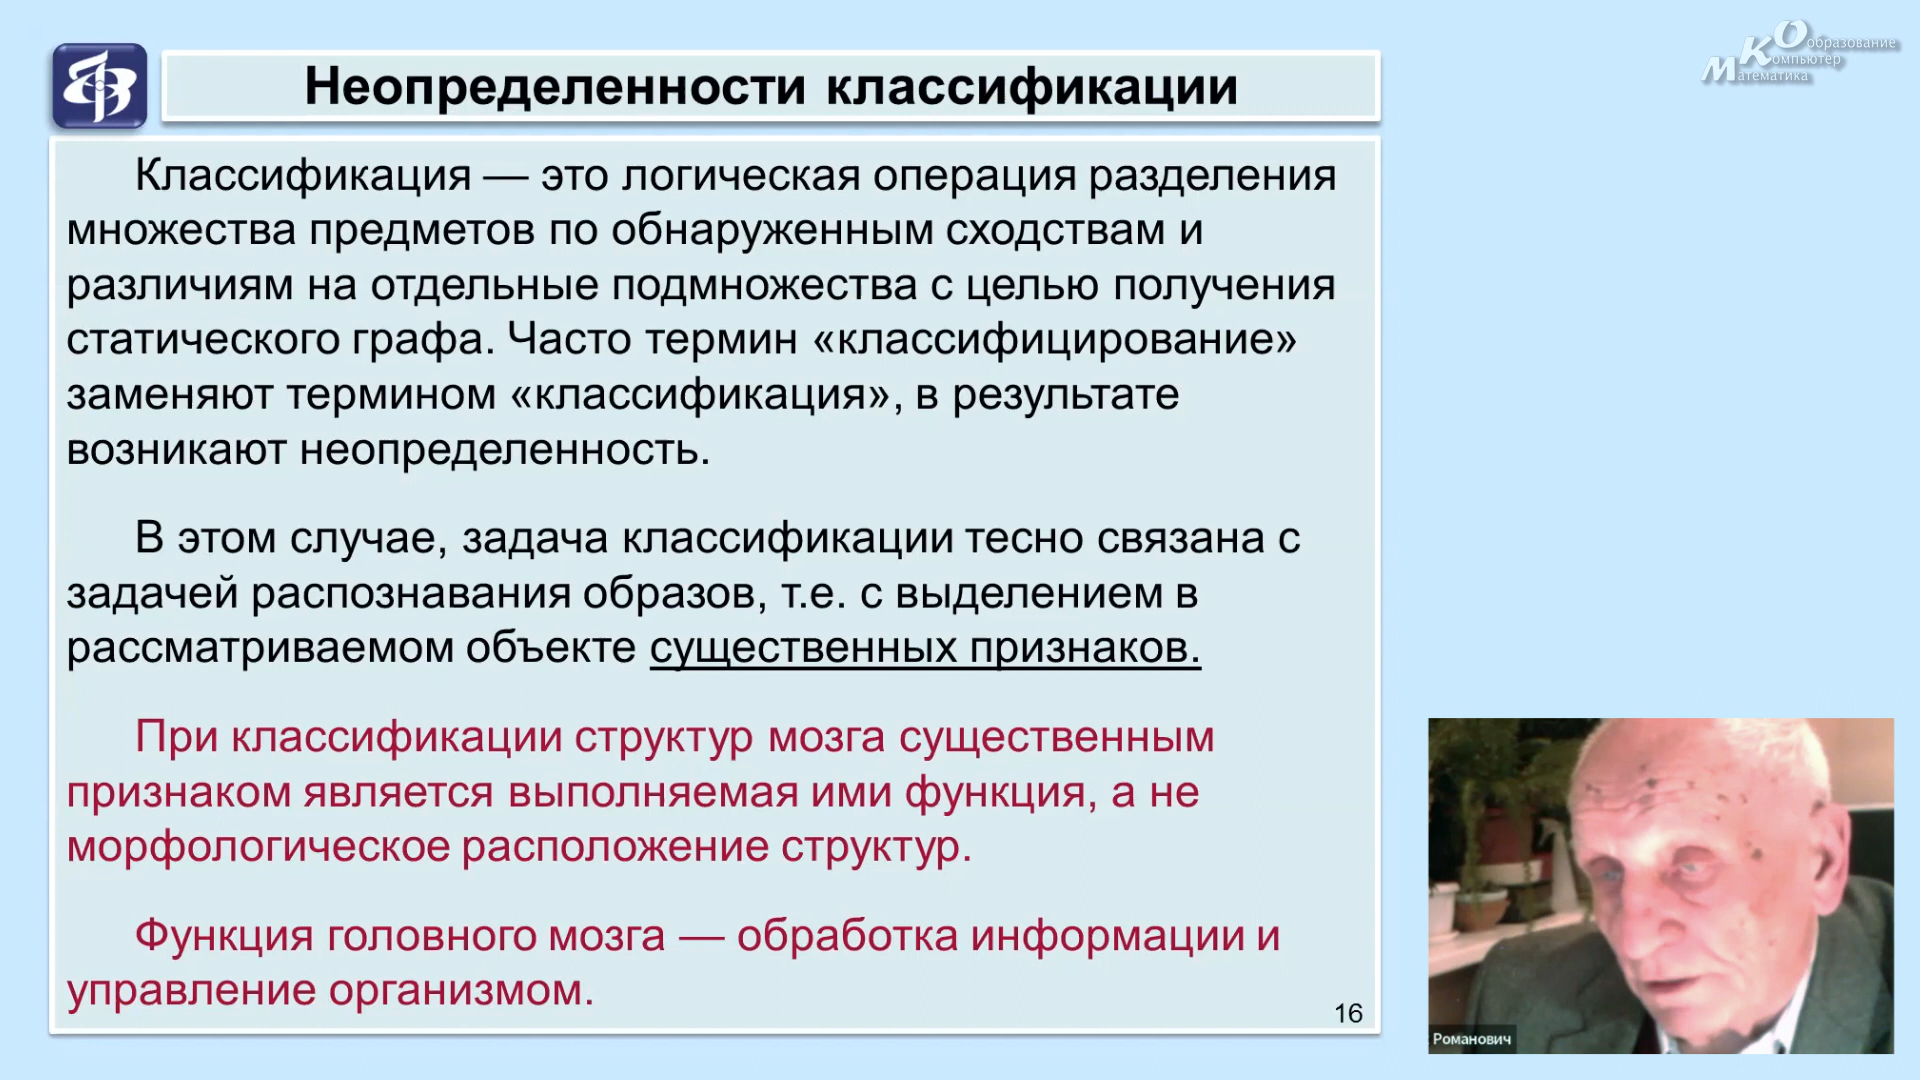 Неопределенности классификации
Классификация — это логическая операция разделения
множества предметов по обнаруженным сходствам и
различиям на отдельные подмножества с целью получения
статического графа. Часто термин «классифицирование»
заменяют термином «классификация», в результате
возникают неопределенность.
В этом случае, задача классификации тесно связана с
задачей распознавания образов, т.е. с выделением в
рассматриваемом объекте существенных признаков.
При классификации структур мозга существенным
признаком является выполняемая ими функция, а не
морфологическое расположение структур.
Функция головного мозга — обработка информации и
управление организмом.
16
Образование
Компьютер
Математика
Романович